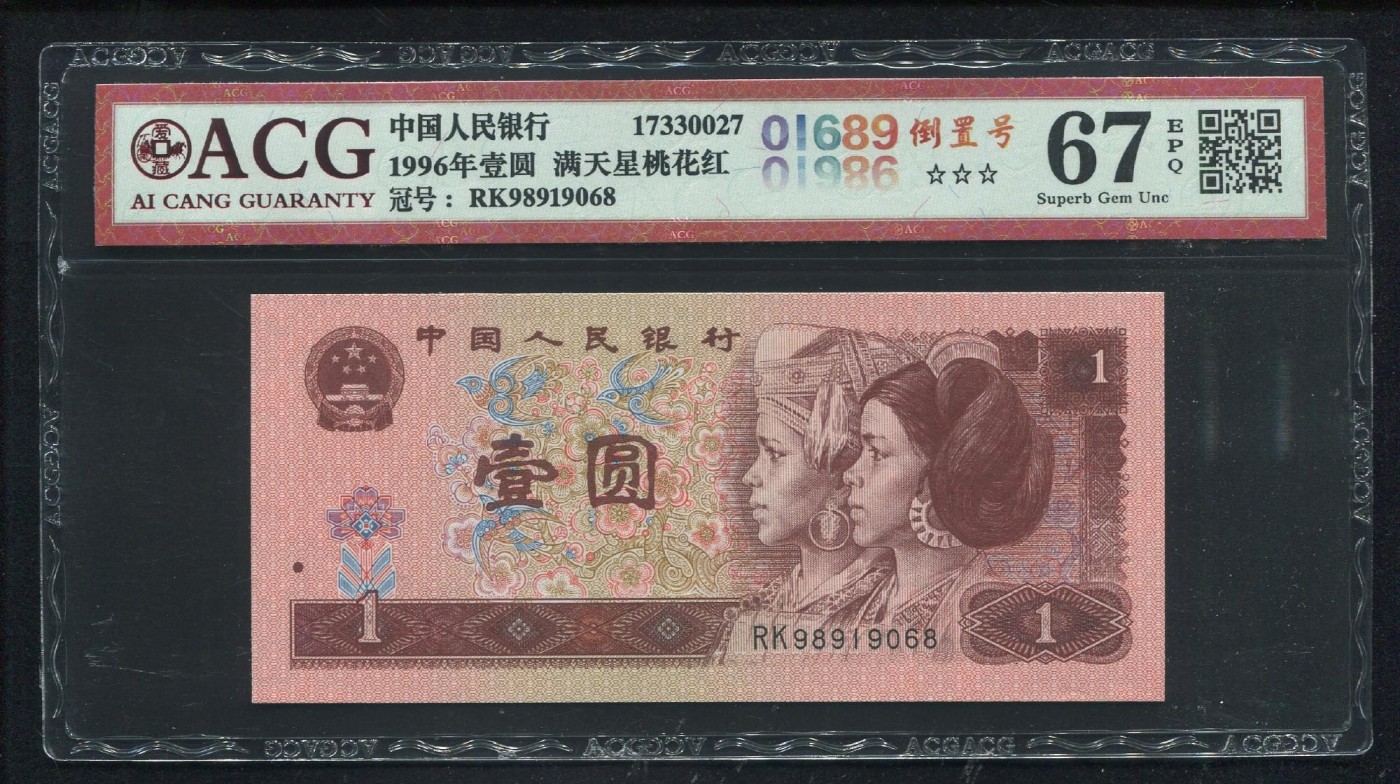 ACG
AI CANG GUARANTY
中国人民银行 17330027
1996年壹圆 满天星桃花红
冠号: RK98919068
01689 倒置号
☆☆☆
67
EPQ
Superb Gem Unc
中国人民银行
壹圆
1
1
1
RK98919068